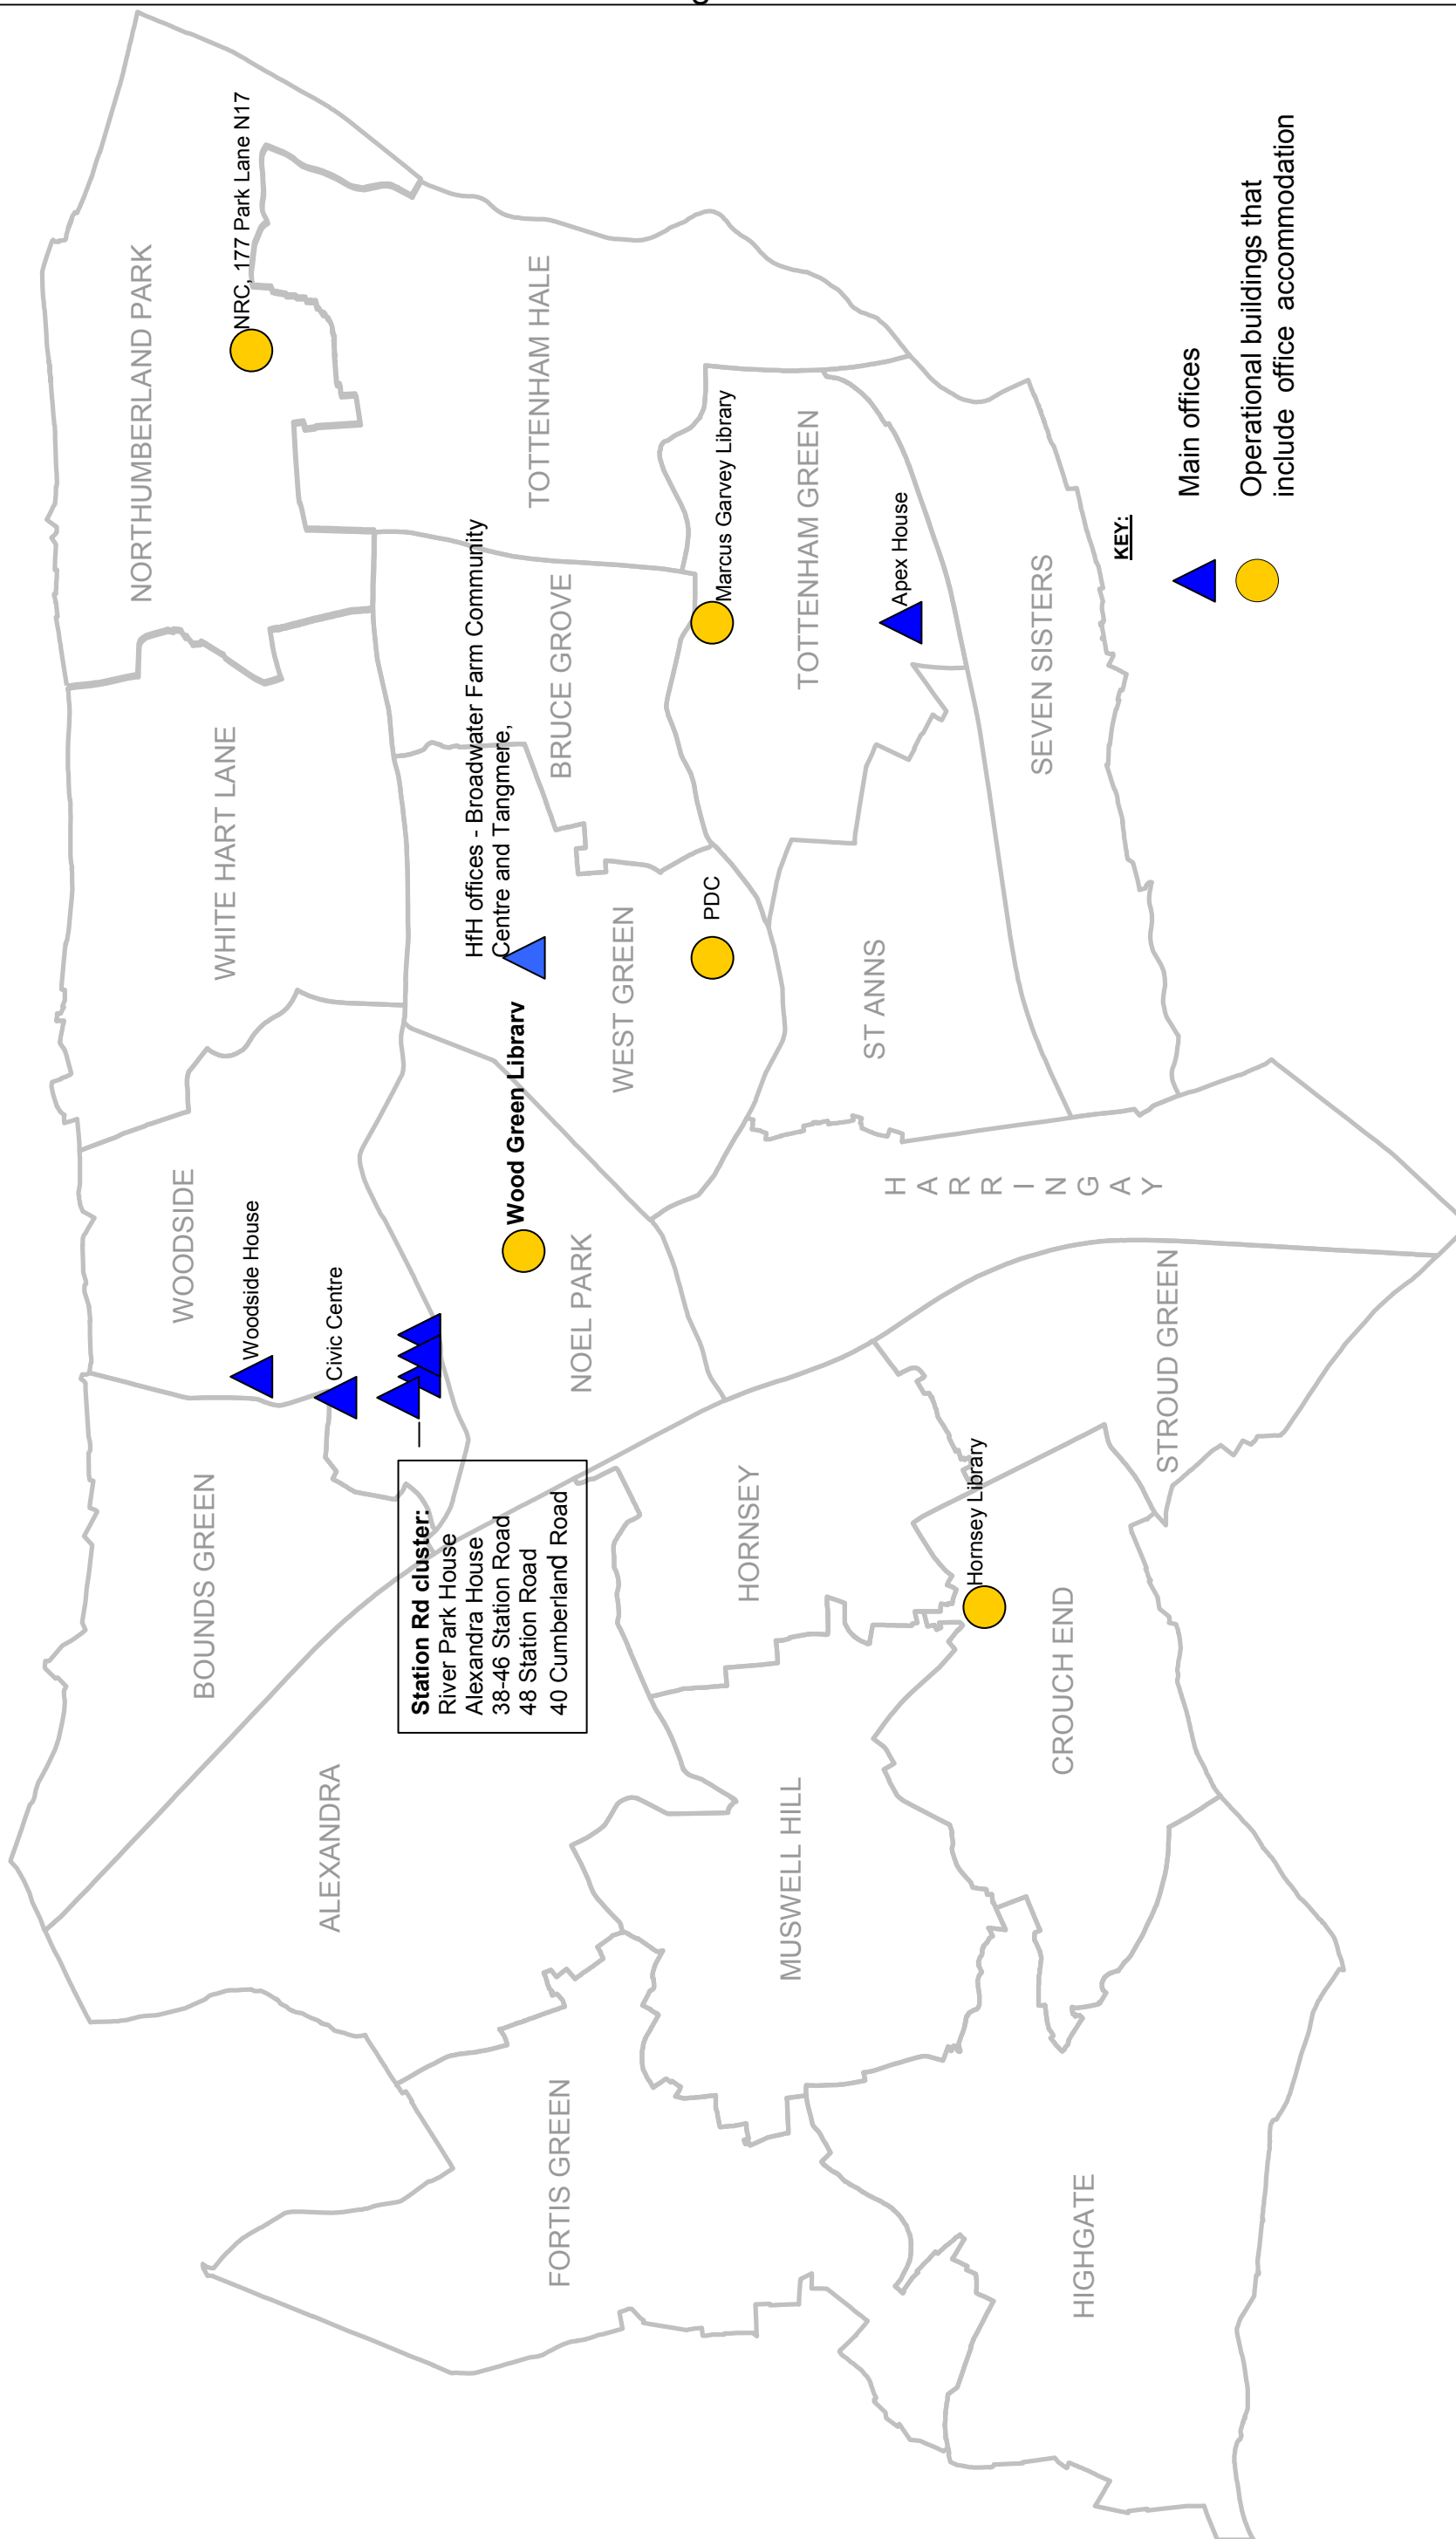 FORTIS GREEN
HIGHGATE
ALEXANDRA
MUSWELL HILL
CROUCH END
BOUNDS GREEN
HORNSEY
Hornsey Library
STROUD GREEN
Station Rd cluster:
River Park House
Alexandra House
38-46 Station Road
48 Station Road
40 Cumberland Road
WOODSIDE
Woodside House
Civic Centre
NOEL PARK
Wood Green Library
HARRINGAY
WHITE HART LANE
HfH offices - Broadwater Farm Community
Centre and Tangmere,
WEST GREEN
PDC
ST ANNS
NORTHUMBERLAND PARK
NRC, 177 Park Lane N17
BRUCE GROVE
TOTTENHAM HALE
Marcus Garvey Library
TOTTENHAM GREEN
Apex House
SEVEN SISTERS
KEY:
Main offices
Operational buildings that
include office accommodation